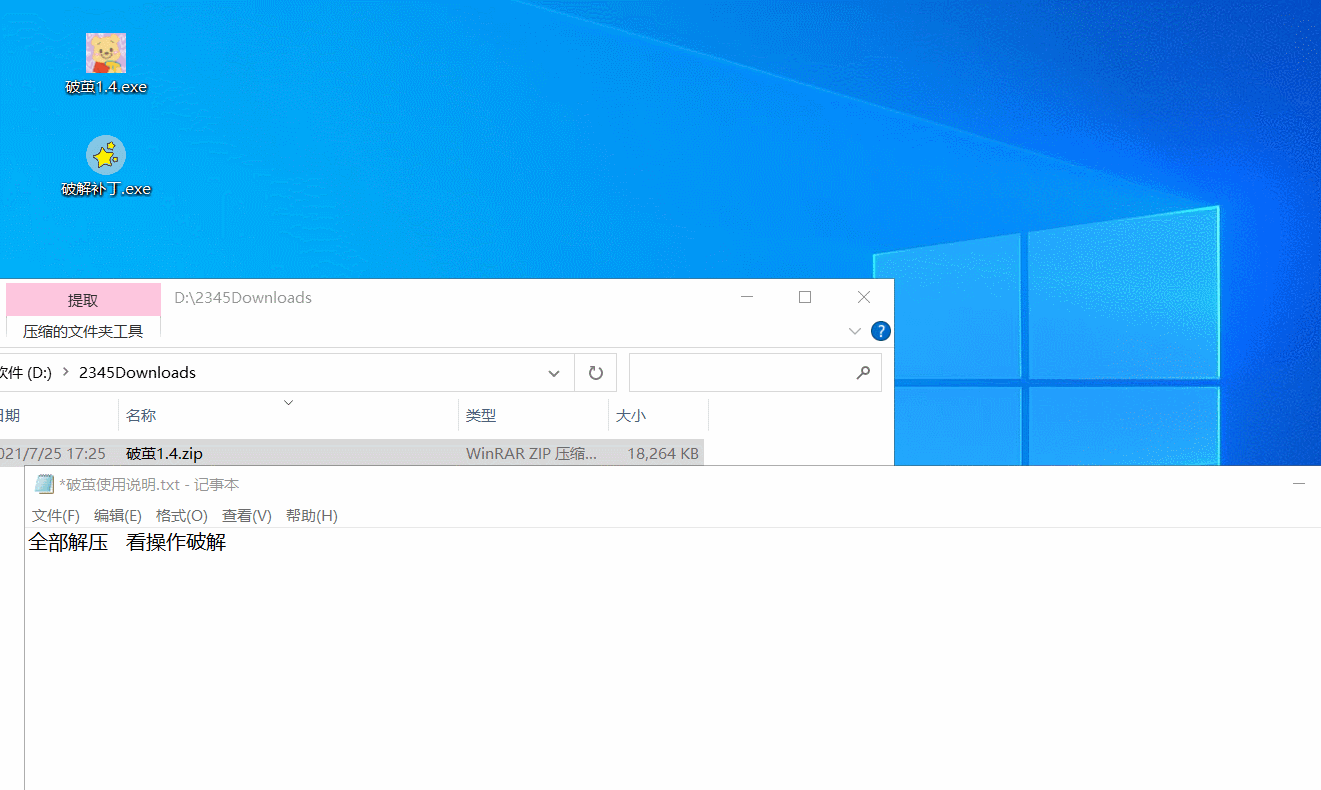 破茧1.4.exe
破解补丁.exe
提取
D:\2345Downloads
压缩的文件夹工具
?
软件 (D:) > 2345Downloads
日期
名称
类型
大小
021/7/25 17:25
破茧1.4.zip
WinRAR ZIP 压缩...
18,264 KB
*破茧使用说明.txt - 记事本
文件(F) 编辑(E) 格式(O) 查看(V) 帮助(H)
全部解压 看操作破解